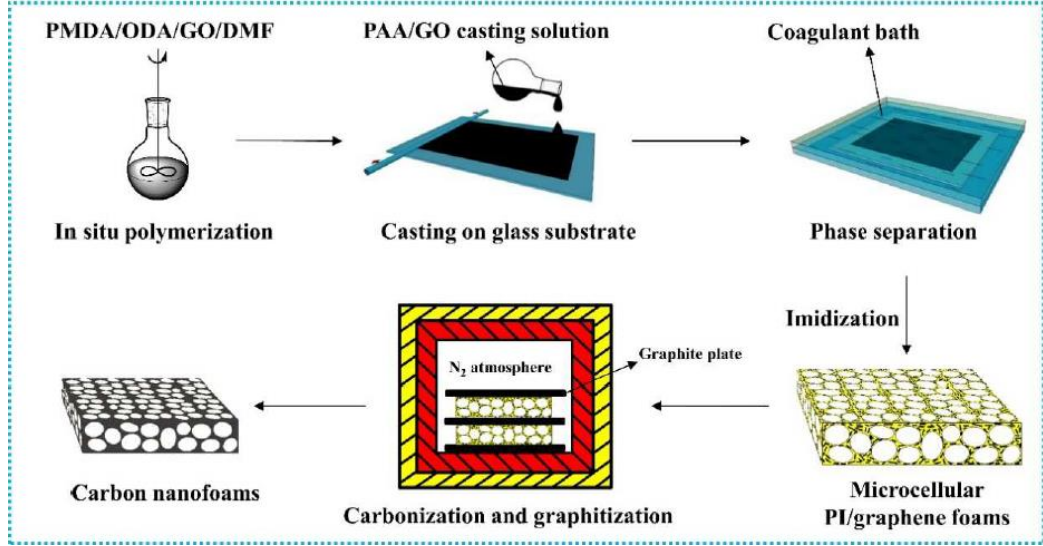 PMDA/ODA/GO/DMF
PAA/GO casting solution
Coagulant bath
In situ polymerization
Casting on glass substrate
Phase separation
Imidization
N₂ atmosphere
Graphite plate
Carbon nanofoams
Carbonization and graphitization
Microcellular
PI/graphene foams